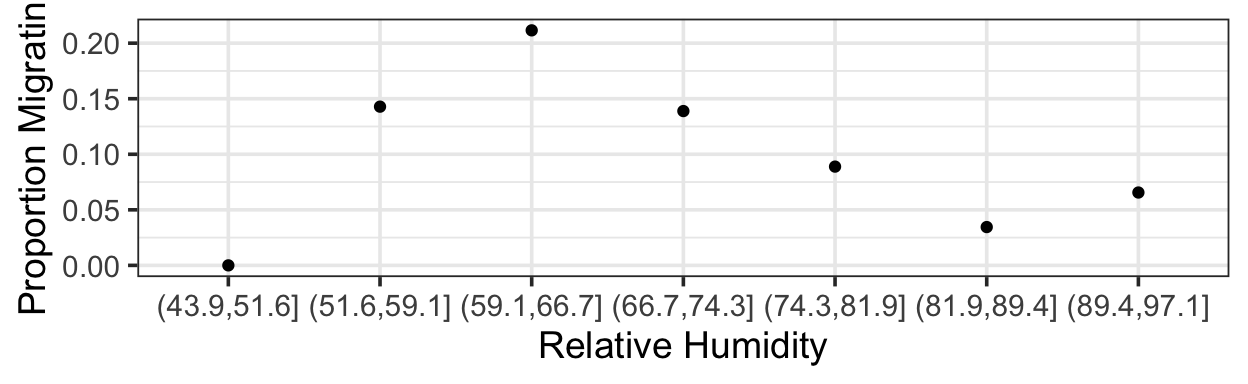 Proportion Migratin
0.20
0.15
0.10
0.05
0.00
(43.9,51.6] (51.6,59.1] (59.1,66.7] (66.7,74.3] (74.3,81.9] (81.9,89.4] (89.4,97.1]
Relative Humidity